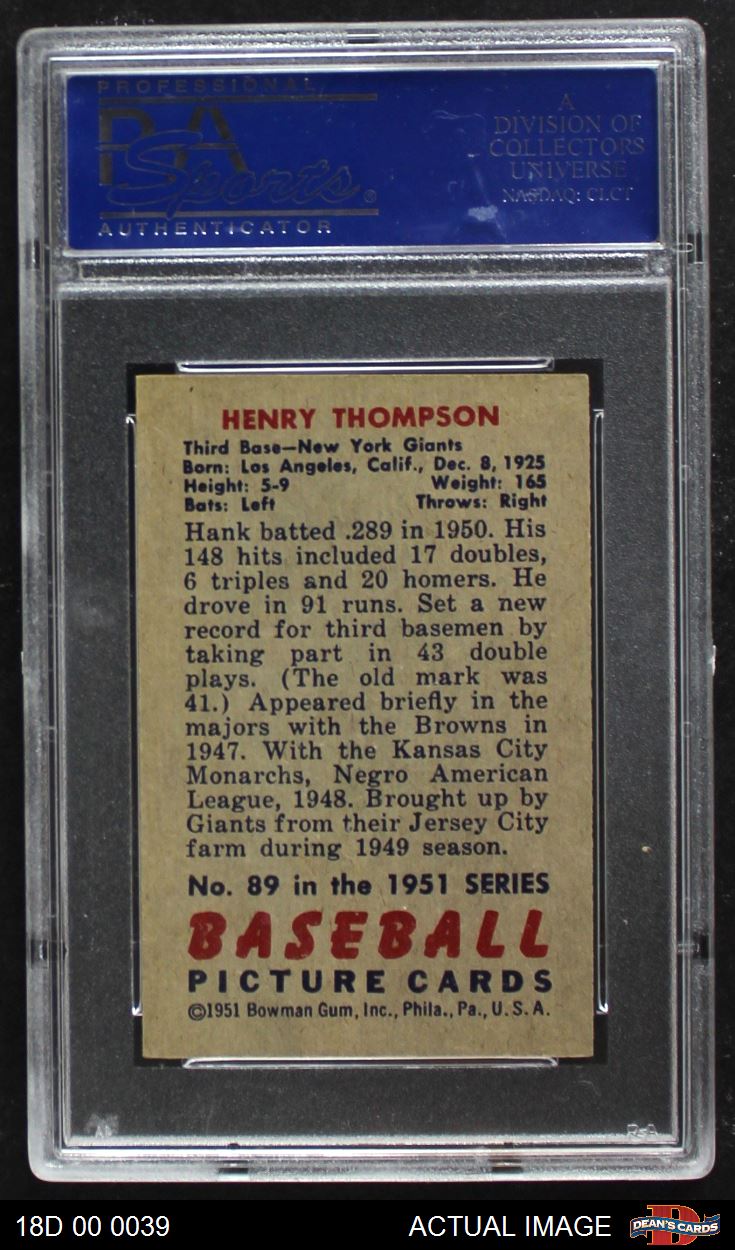 PROFESSIONAL
PSA
Sports
®
AUTHENTICATOR
A
DIVISION OF
COLLECTORS
UNIVERSE
NASDAQ: CLCT
HENRY THOMPSON
Third Base—New York Giants
Born: Los Angeles, Calif., Dec. 8, 1925
Height: 5-9 Weight: 165
Bats: Left Throws: Right
Hank batted .289 in 1950. His
148 hits included 17 doubles,
6 triples and 20 homers. He
drove in 91 runs. Set a new
record for third basemen by
taking part in 43 double
plays. (The old mark was
41.) Appeared briefly in the
majors with the Browns in
1947. With the Kansas City
Monarchs, Negro American
League, 1948. Brought up by
Giants from their Jersey City
farm during 1949 season.
No. 89 in the 1951 SERIES
BASEBALL
PICTURE CARDS
©1951 Bowman Gum, Inc., Phila., Pa., U. S. A.
18D 00 0039 ACTUAL IMAGE DEAN'S CARDS